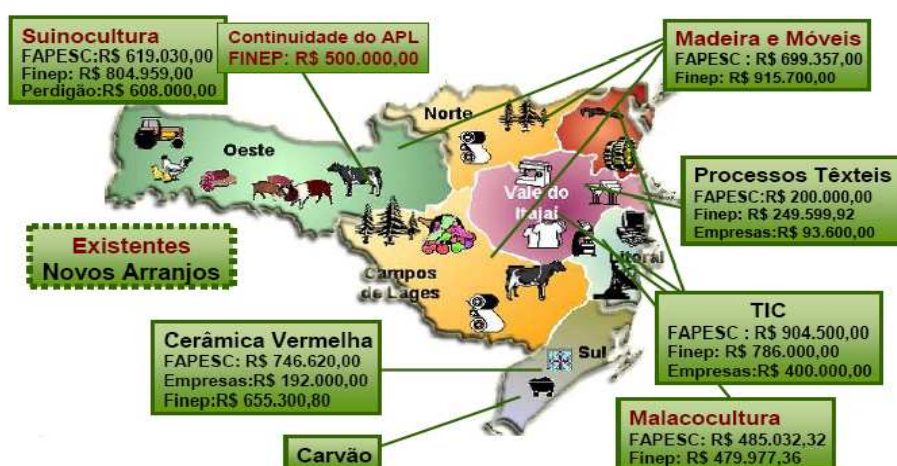 Suinocultura
FAPESC:R$ 619.030,00
Finep: R$ 804.959,00
Perdigão:R$ 608.000,00
Continuidade do APL
FINEP: R$ 500.000,00
Madeira e Móveis
FAPESC : R$ 699.357,00
Finep: R$ 915.700,00
Norte
Oeste
Vale do
Itajaí
Processos Têxteis
FAPESC:R$ 200.000,00
Finep: R$ 249.599,92
Empresas:R$ 93.600,00
Existentes
Novos Arranjos
Campos
de Lages
Litoral
TIC
FAPESC : R$ 904.500,00
Finep: R$ 786.000,00
Empresas:R$ 400.000,00
Cerâmica Vermelha
FAPESC: R$ 746.620,00
Empresas:R$ 192.000,00
Finep:R$ 655.300,80
Sul
Malacocultura
FAPESC: R$ 485.032,32
Finep: R$ 479.977,36
Carvão